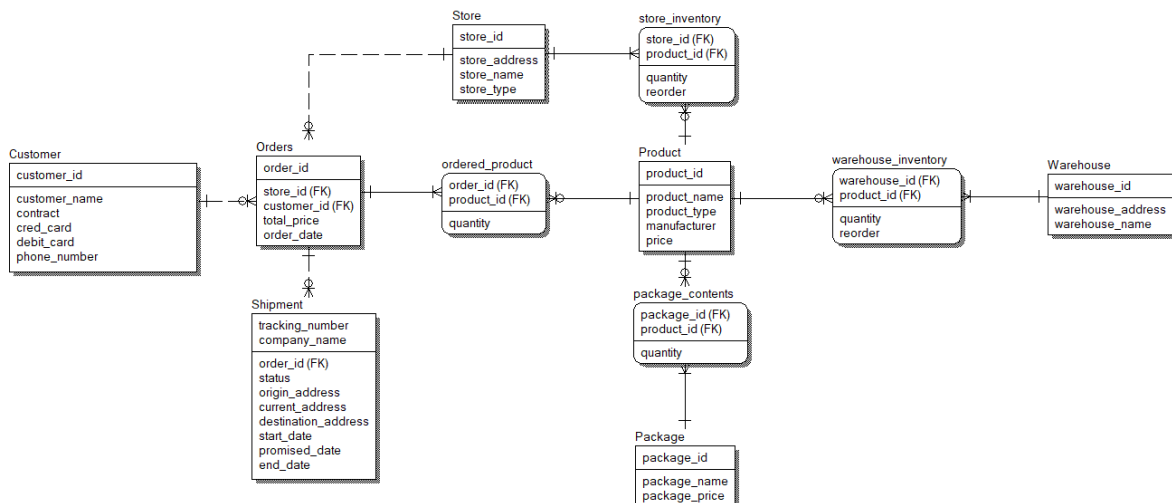 Store
store_id
store_address
store_name
store_type
store_inventory
store_id (FK)
product_id (FK)
quantity
reorder
Customer
customer_id
customer_name
contract
cred_card
debit_card
phone_number
Orders
order_id
store_id (FK)
customer_id (FK)
total_price
order_date
ordered_product
order_id (FK)
product_id (FK)
quantity
Product
product_id
product_name
product_type
manufacturer
price
warehouse_inventory
warehouse_id (FK)
product_id (FK)
quantity
reorder
Warehouse
warehouse_id
warehouse_address
warehouse_name
Shipment
tracking_number
company_name
order_id (FK)
status
origin_address
current_address
destination_address
start_date
promised_date
end_date
package_contents
package_id (FK)
product_id (FK)
quantity
Package
package_id
package_name
package_price